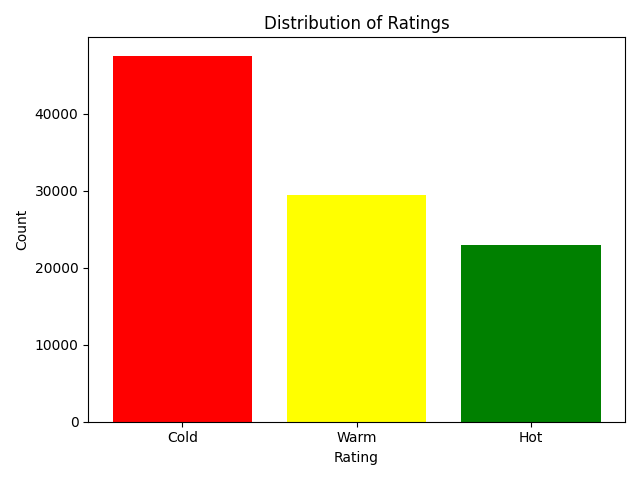 Distribution of Ratings
Count
40000
30000
20000
10000
0
Cold Warm Hot
Rating